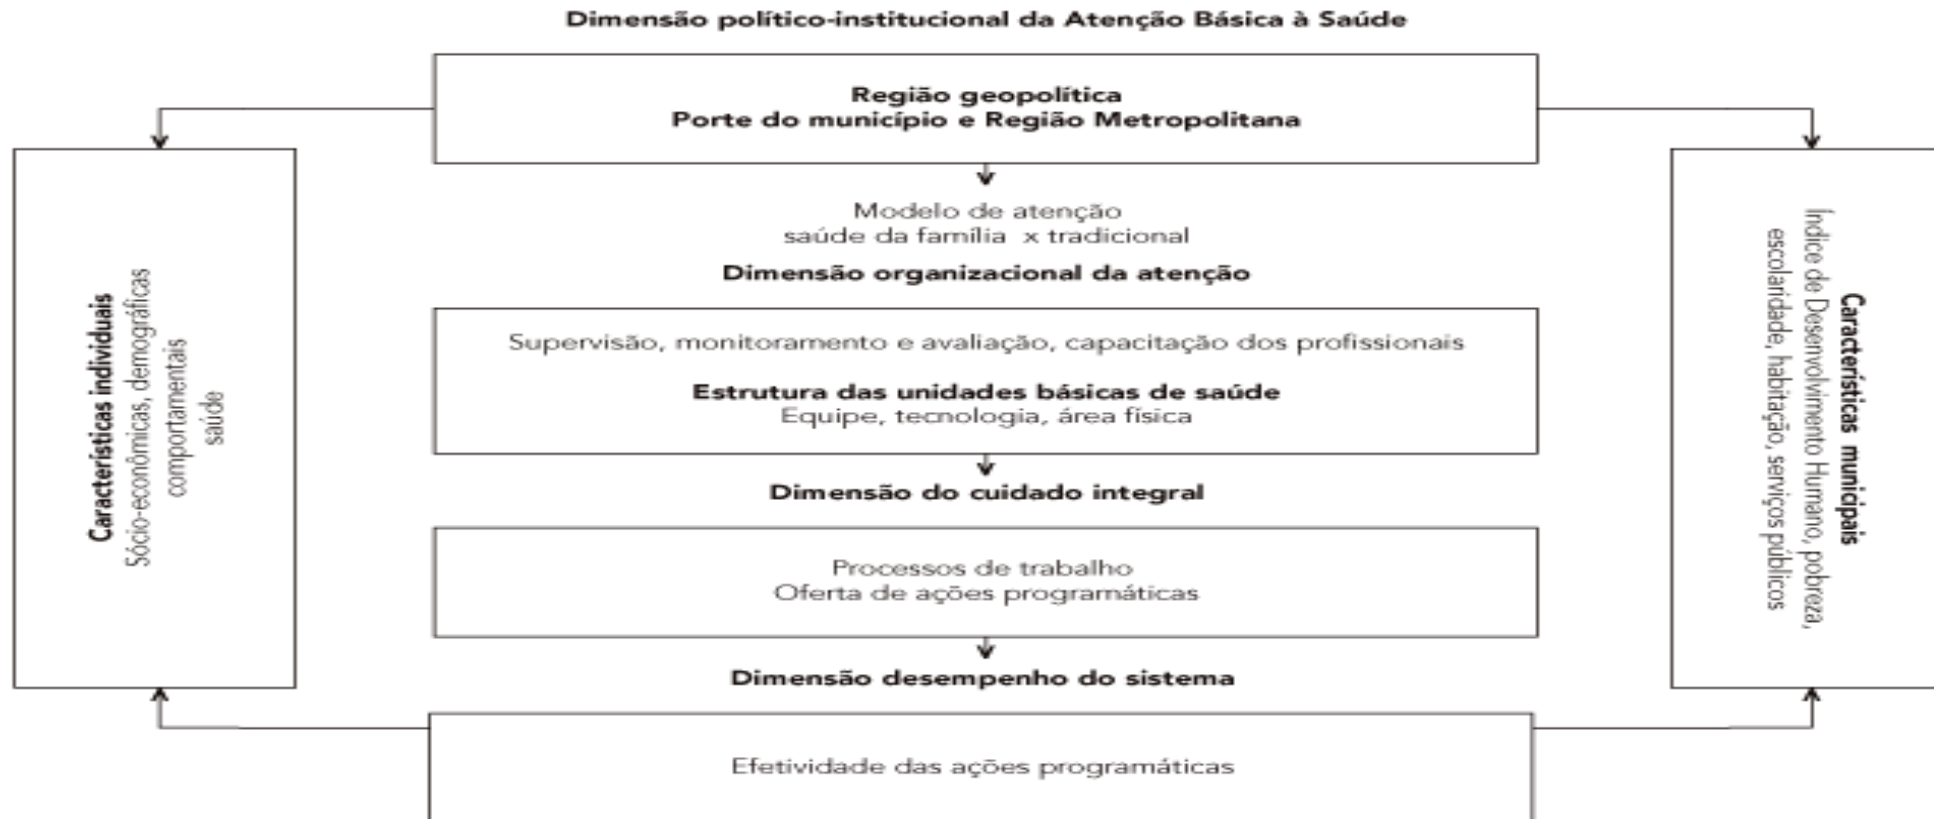 Dimensão político-institucional da Atenção Básica à Saúde
Região geopolítica
Porte do município e Região Metropolitana
Modelo de atenção
saúde da família x tradicional
Dimensão organizacional da atenção
Supervisão, monitoramento e avaliação, capacitação dos profissionais
Estrutura das unidades básicas de saúde
Equipe, tecnologia, área física
Dimensão do cuidado integral
Processos de trabalho
Oferta de ações programáticas
Dimensão desempenho do sistema
Efetividade das ações programáticas
Características individuais
Sócio-econômicas, demográficas
comportamentais
saúde
Características municipais
Índice de Desenvolvimento Humano, pobreza,
escolaridade, habitação, serviços públicos